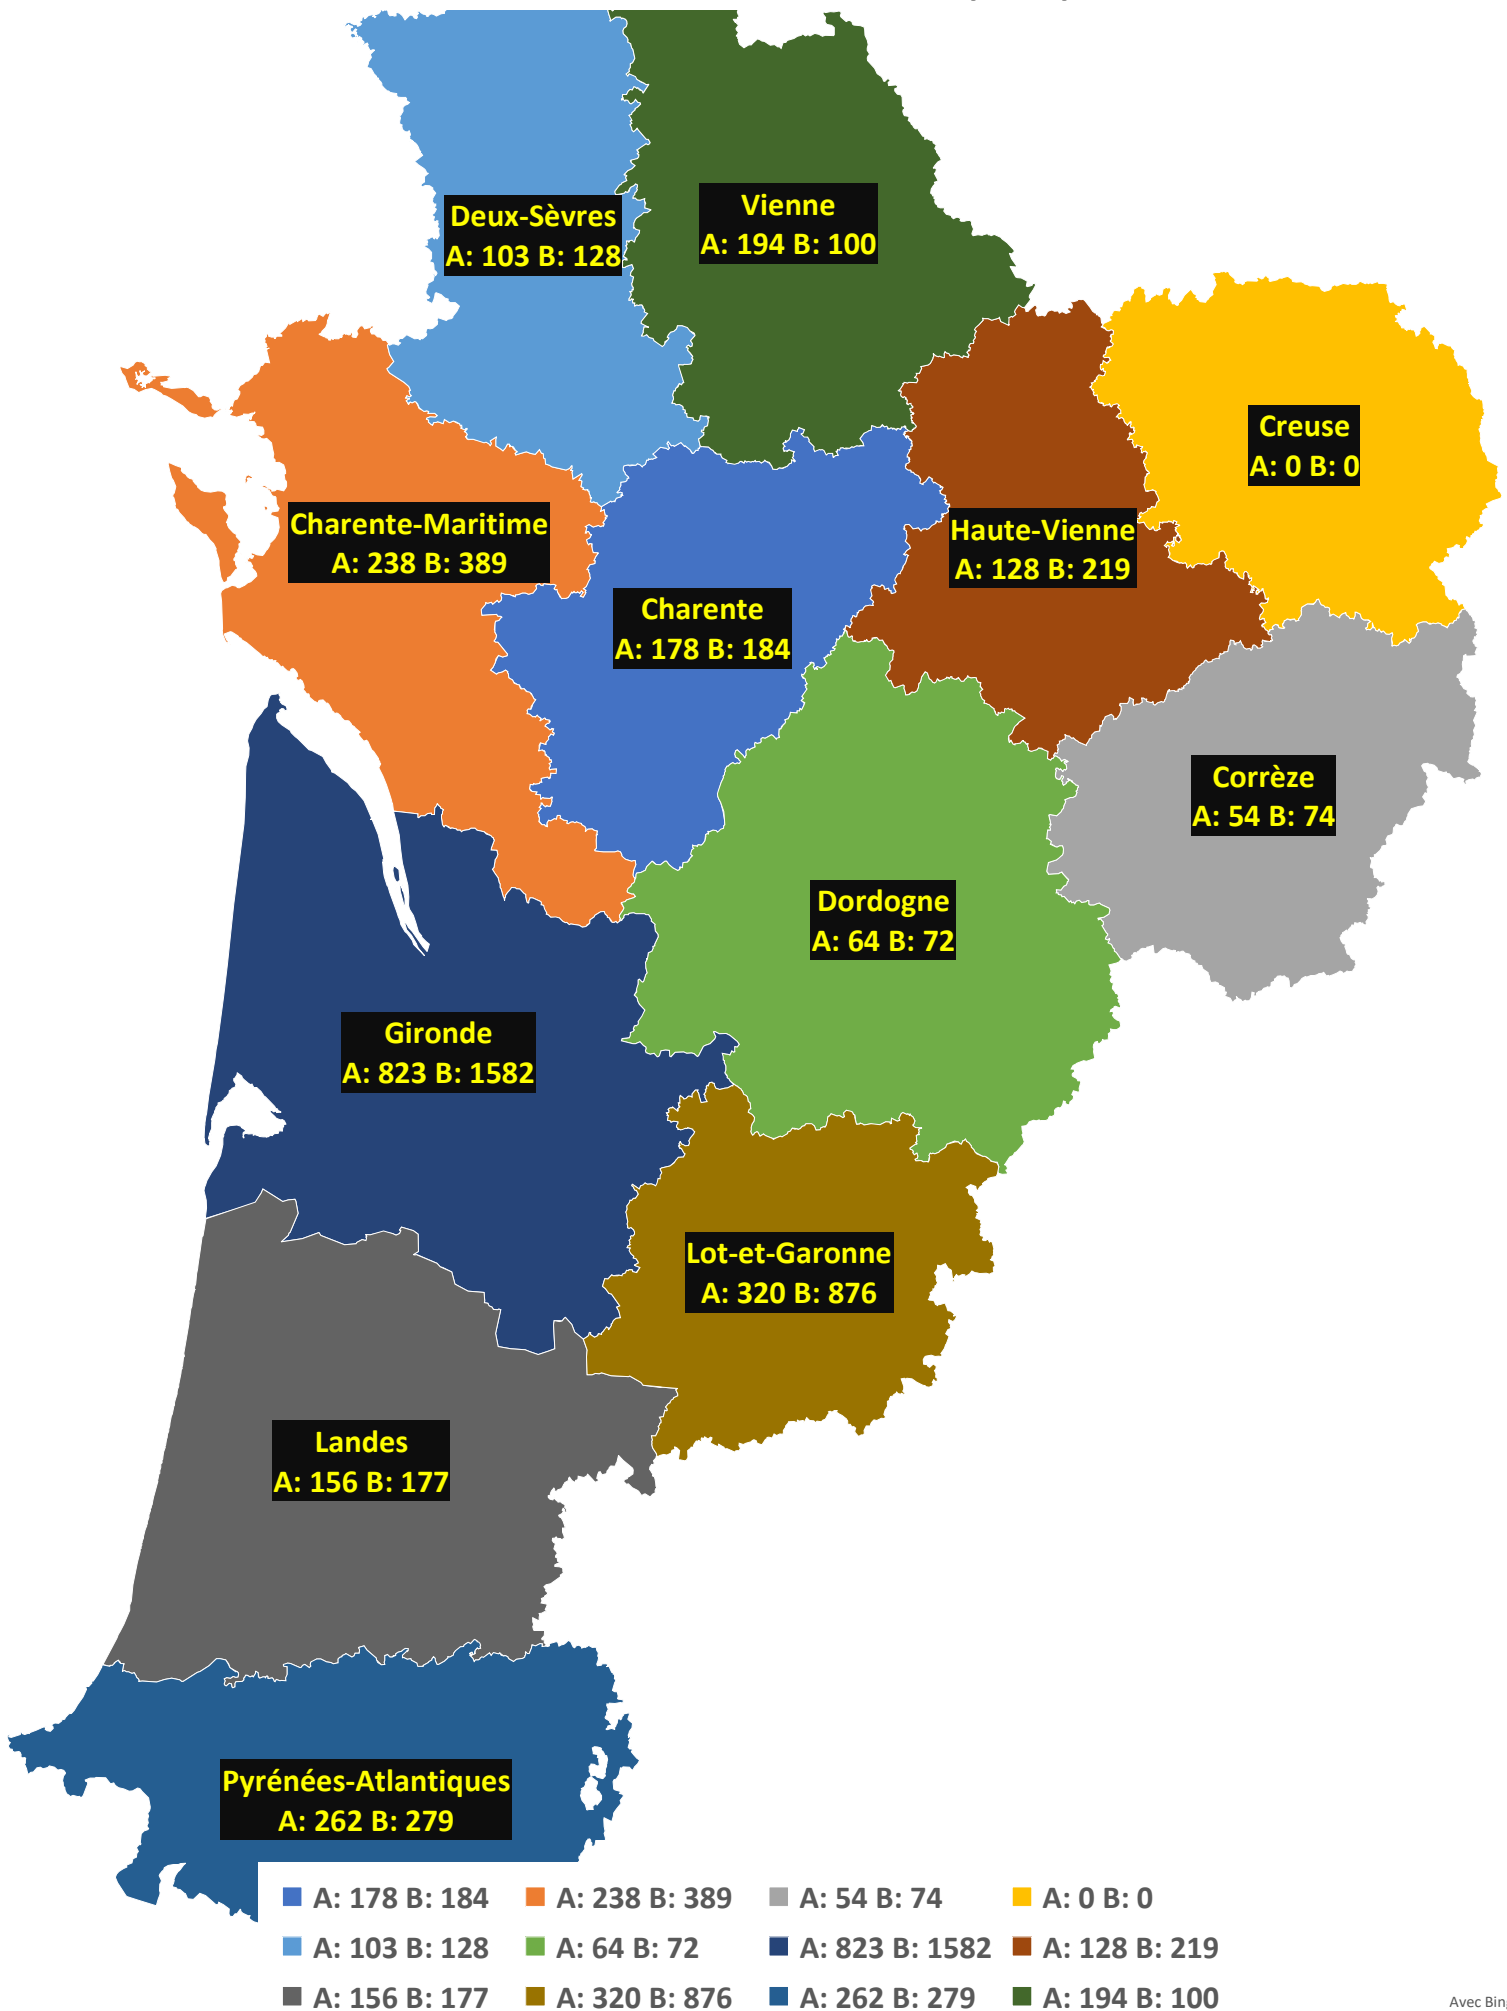 Deux-Sèvres
A: 103 B: 128
Vienne
A: 194 B: 100
Creuse
A: 0 B: 0
Charente-Maritime
A: 238 B: 389
Haute-Vienne
A: 128 B: 219
Charente
A: 178 B: 184
Corrèze
A: 54 B: 74
Dordogne
A: 64 B: 72
Gironde
A: 823 B: 1582
Lot-et-Garonne
A: 320 B: 876
Landes
A: 156 B: 177
Pyrénées-Atlantiques
A: 262 B: 279
A: 178 B: 184 A: 238 B: 389 A: 54 B: 74 A: 0 B: 0
A: 103 B: 128 A: 64 B: 72 A: 823 B: 1582 A: 128 B: 219
A: 156 B: 177 A: 320 B: 876 A: 262 B: 279 A: 194 B: 100
Avec Bin